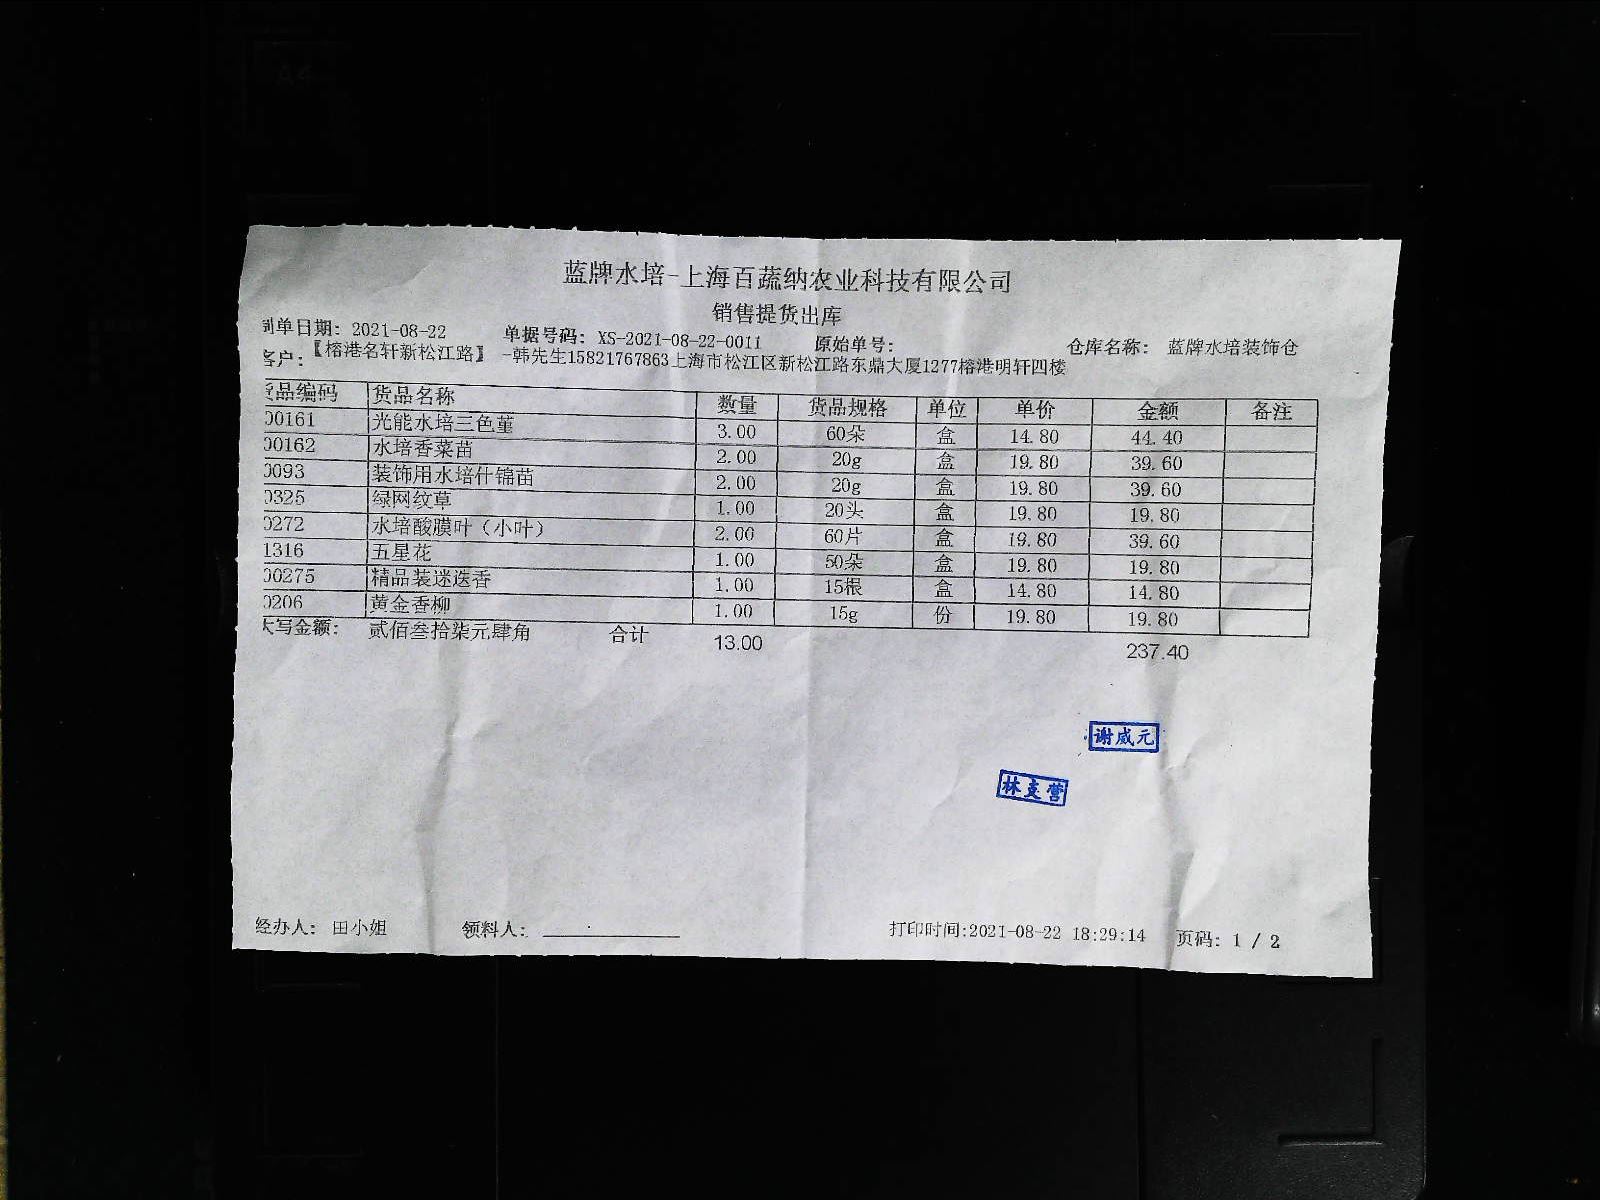 蓝牌水培-上海百蔬纳农业科技有限公司
销售提货出库
制单日期: 2021-08-22 单据号码: XS-2021-08-22-0011 原始单号: 仓库名称: 蓝牌水培装饰仓
客户: 【榕港名轩新松江路】 -韩先生15821767863上海市松江区新松江路东鼎大厦1277榕港明轩四楼
货品编码 货品名称 数量 货品规格 单位 单价 金额 备注
00161 光能水培三色堇 3.00 60朵 盒 14.80 44.40
00162 水培香菜苗 2.00 20g 盒 19.80 39.60
0093 装饰用水培什锦苗 2.00 20g 盒 19.80 39.60
0325 绿网纹草 1.00 20头 盒 19.80 19.80
0272 水培酸膜叶（小叶） 2.00 60片 盒 19.80 39.60
1316 五星花 1.00 50朵 盒 19.80 19.80
00275 精品装迷迭香 1.00 15根 盒 14.80 14.80
0206 黄金香柳 1.00 15g 份 19.80 19.80
大写金额: 贰佰叁拾柒元肆角 合计 13.00 237.40
谢威元
林支营
经办人: 田小姐 领料人: 打印时间:2021-08-22 18:29:14 页码: 1 / 2